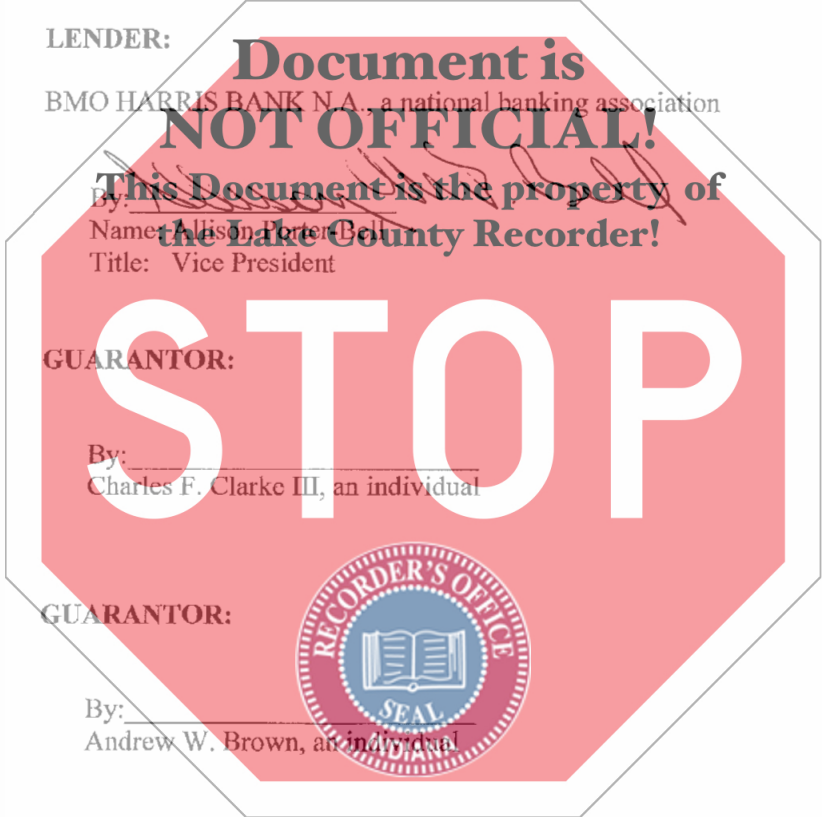 LENDER:
Document is
BMO HARRIS BANK N.A., a national banking association
NOT OFFICIAL!
This Document is the property of
By:
the Lake County Recorder!
Name: Allison Porter-Bell
Title: Vice President
STOP
GUARANTOR:
By:
Charles F. Clarke III, an individual
GUARANTOR:
RECORDER'S OFFICE
SEAL
INDIANA
By:
Andrew W. Brown, an individual